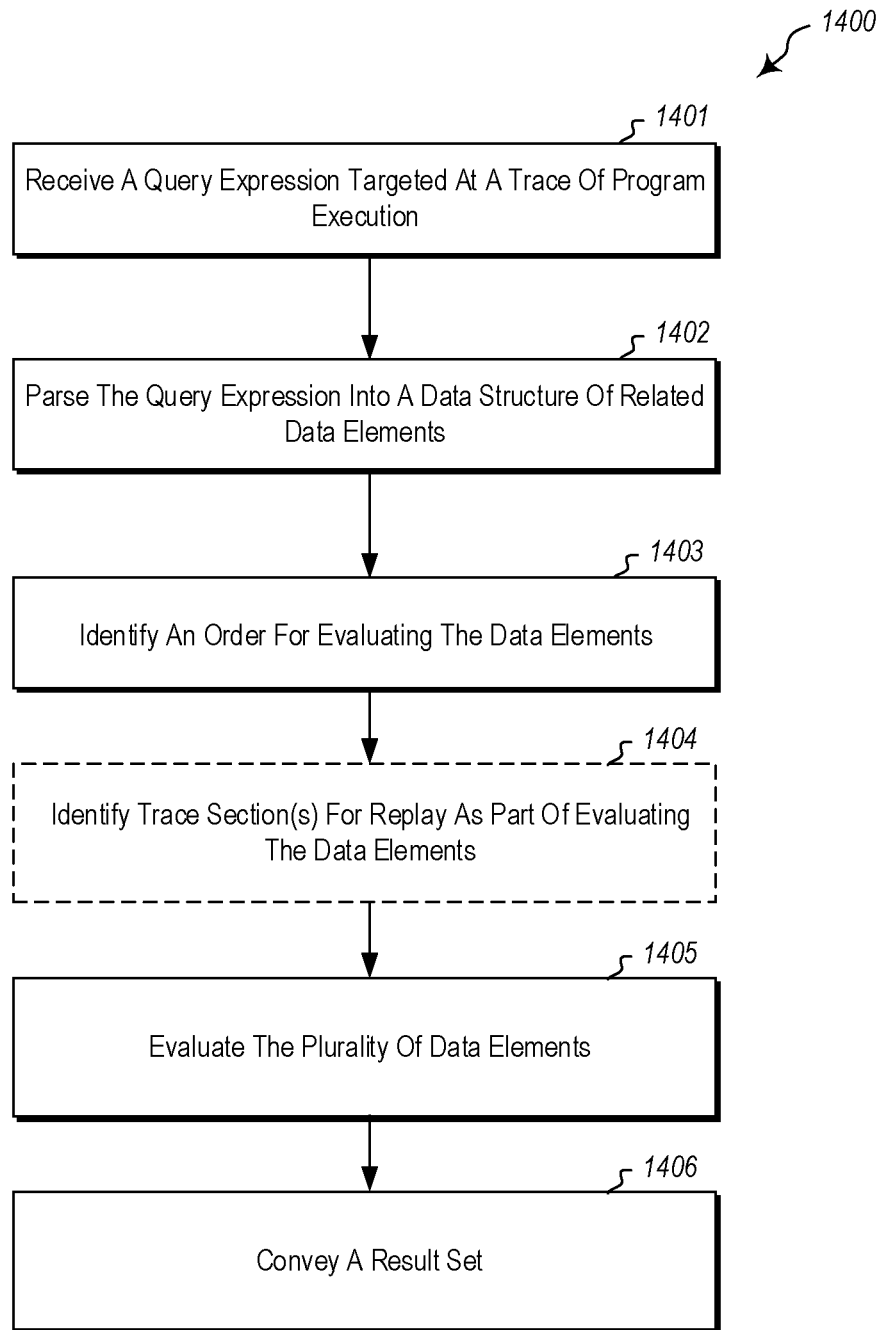 1400
1401
Receive A Query Expression Targeted At A Trace Of Program
Execution
1402
Parse The Query Expression Into A Data Structure Of Related
Data Elements
1403
Identify An Order For Evaluating The Data Elements
1404
Identify Trace Section(s) For Replay As Part Of Evaluating
The Data Elements
1405
Evaluate The Plurality Of Data Elements
1406
Convey A Result Set